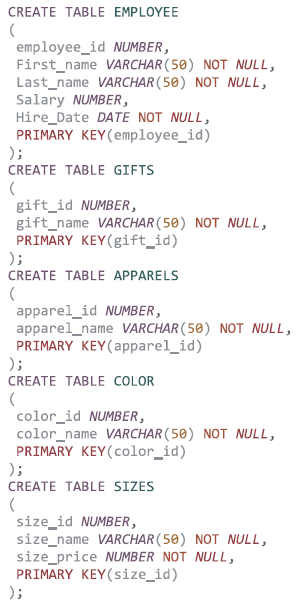 CREATE TABLE EMPLOYEE
(
employee_id NUMBER,
First_name VARCHAR(50) NOT NULL,
Last_name VARCHAR(50) NOT NULL,
Salary NUMBER,
Hire_Date DATE NOT NULL,
PRIMARY KEY(employee_id)
);
CREATE TABLE GIFTS
(
gift_id NUMBER,
gift_name VARCHAR(50) NOT NULL,
PRIMARY KEY(gift_id)
);
CREATE TABLE APPARELS
(
apparel_id NUMBER,
apparel_name VARCHAR(50) NOT NULL,
PRIMARY KEY(apparel_id)
);
CREATE TABLE COLOR
(
color_id NUMBER,
color_name VARCHAR(50) NOT NULL,
PRIMARY KEY(color_id)
);
CREATE TABLE SIZES
(
size_id NUMBER,
size_name VARCHAR(50) NOT NULL,
size_price NUMBER NOT NULL,
PRIMARY KEY(size_id)
);